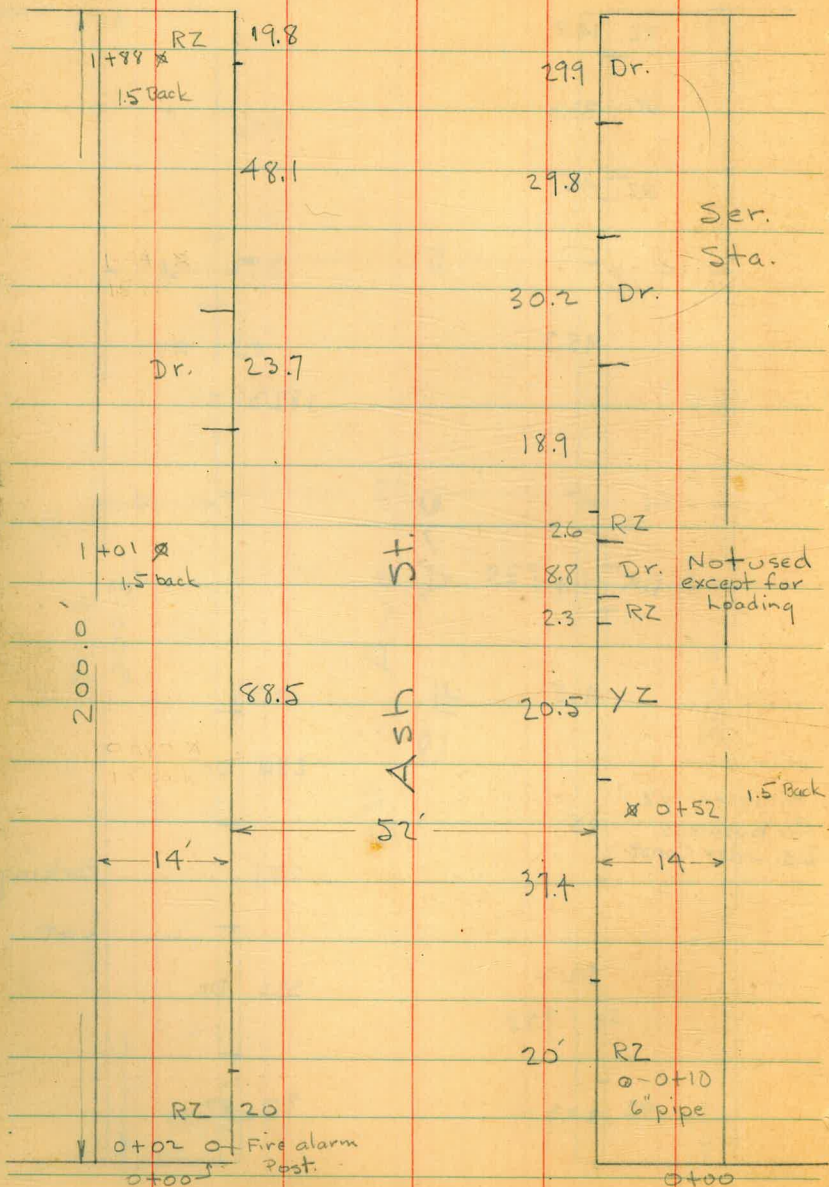 RZ 19.8
1+88
1.5 Back
29.9 Dr.
48.1
29.8
Ser.
Sta.
30.2 Dr.
Dr. 23.7
18.9
2.6 RZ
1+01
1.5 back
8.8 Dr. Not used
except for
Loading
2.3 RZ
200.0'
88.5
Ash St.
20.5 YZ
0+52 1.5 Back
52'
14'
14
37.4
20' RZ
0+10
6" pipe
RZ 20
0+02 Fire alarm
Post.
0+00
0+00